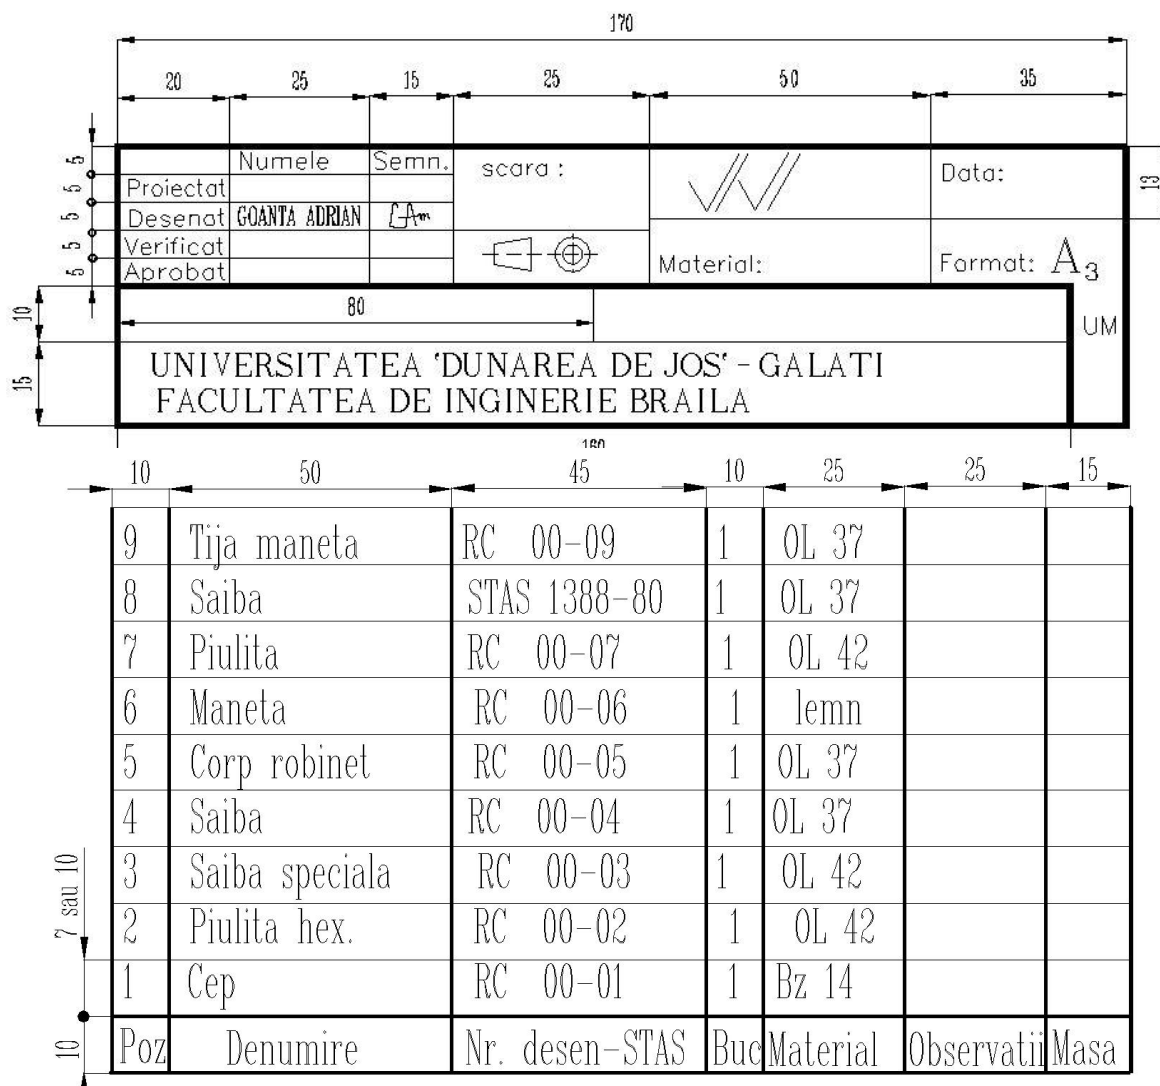 170
20 25 15 25 50 35
5 Numele Semn. scara : Data: 13
5 Proiectat
5 Desenat GOANTA ADRIAN
5 Verificat
5 Aprobat Material: Format: A3
10 80 UM
15 UNIVERSITATEA 'DUNAREA DE JOS' - GALATI
FACULTATEA DE INGINERIE BRAILA
160
10 50 45 10 25 25 15
9 Tija maneta RC 00-09 1 OL 37
8 Saiba STAS 1388-80 1 OL 37
7 Piulita RC 00-07 1 OL 42
6 Maneta RC 00-06 1 lemn
5 Corp robinet RC 00-05 1 OL 37
4 Saiba RC 00-04 1 OL 37
3 Saiba speciala RC 00-03 1 OL 42
2 Piulita hex. RC 00-02 1 OL 42
7 sau 10
1 Cep RC 00-01 1 Bz 14
10 Poz Denumire Nr. desen-STAS Buc Material Observatii Masa